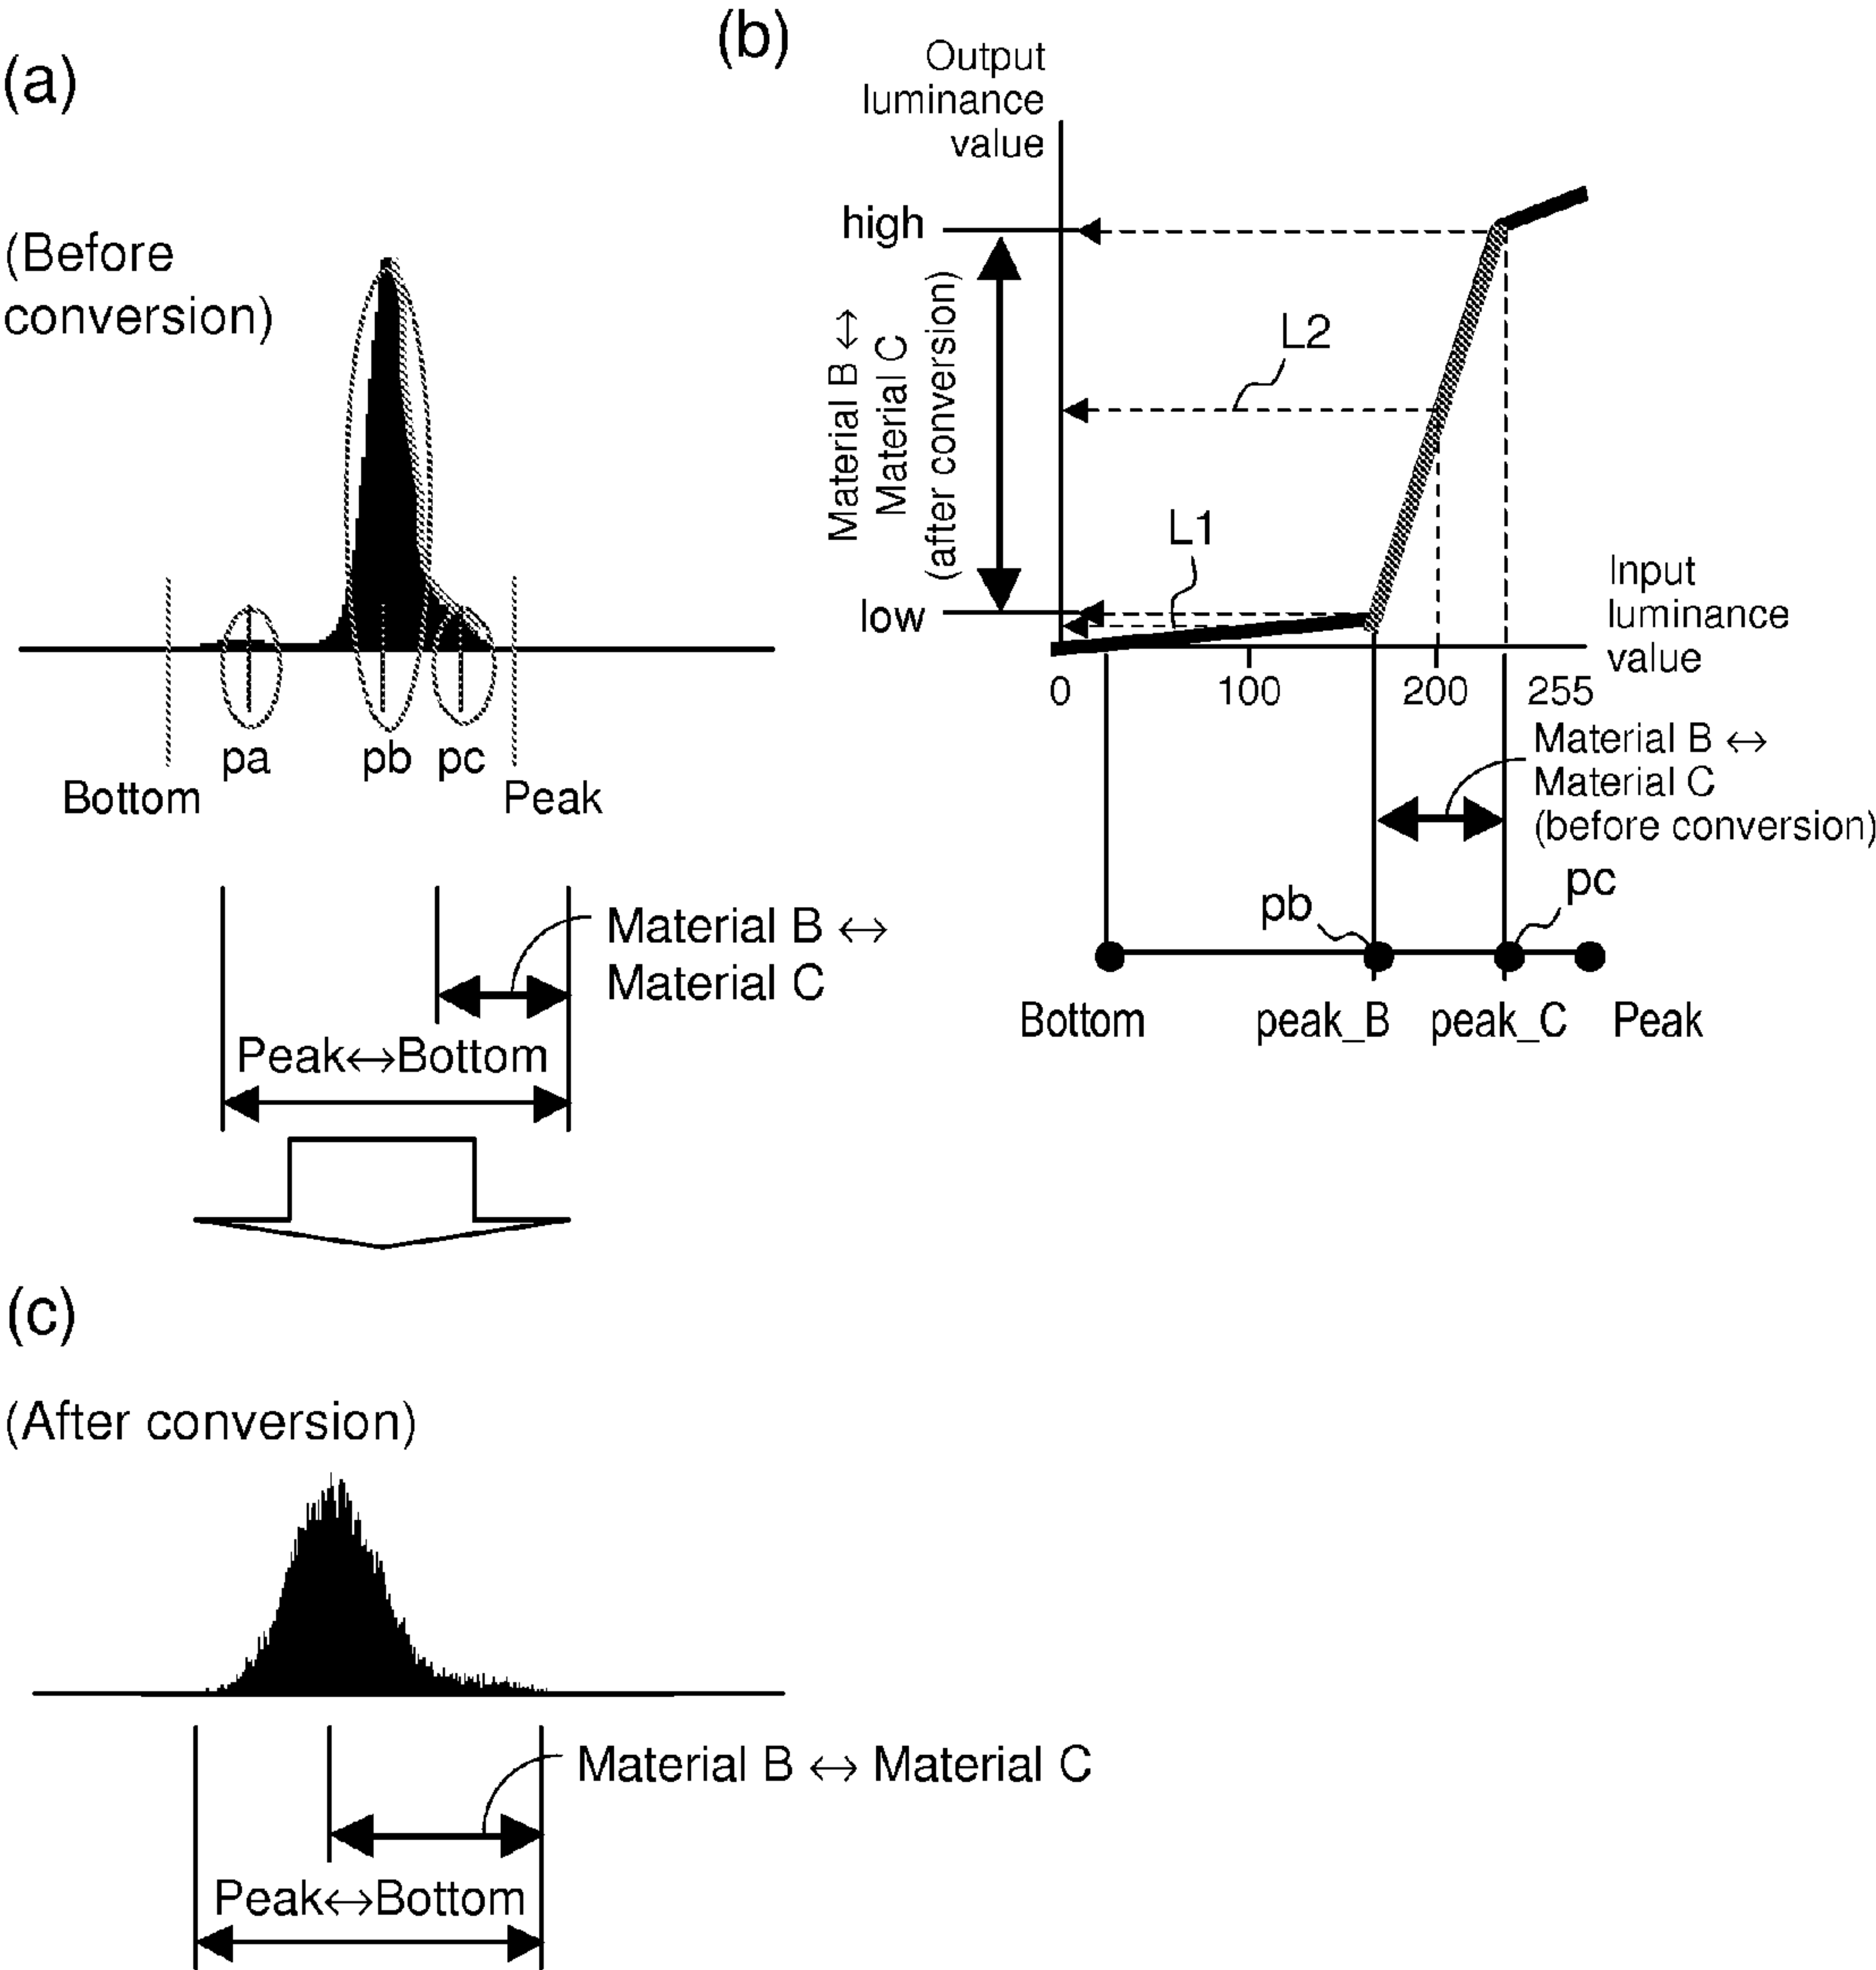 (a)
(Before
conversion)
pa
pb
pc
Bottom
Peak
Material B ↔
Material C
Peak↔Bottom
(b)
Output
luminance
value
high
low
Material B ↔
Material C
(after conversion)
L2
L1
Input
luminance
value
0
100
200
255
Material B ↔
Material C
(before conversion)
pb
pc
Bottom
peak_B
peak_C
Peak
(c)
(After conversion)
Material B ↔ Material C
Peak↔Bottom